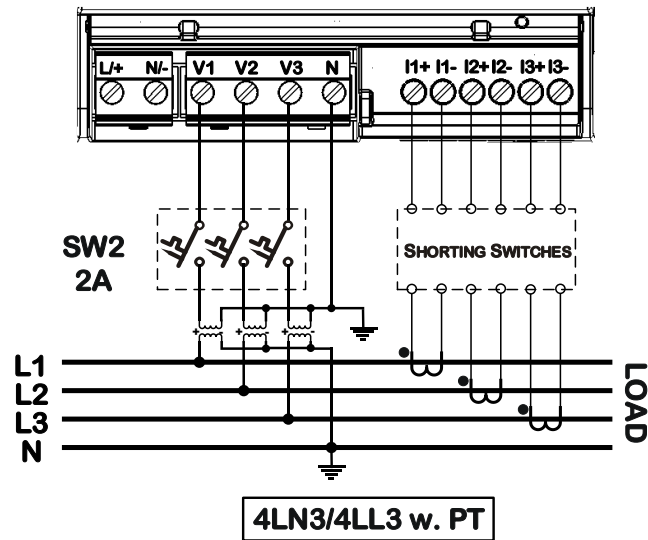 L/+ N/- V1 V2 V3 N I1+ I1- I2+ I2- I3+ I3-
SW2
2A
SHORTING SWITCHES
+ - + - + -
L1
L2
L3
N
LOAD
4LN3/4LL3 w. PT